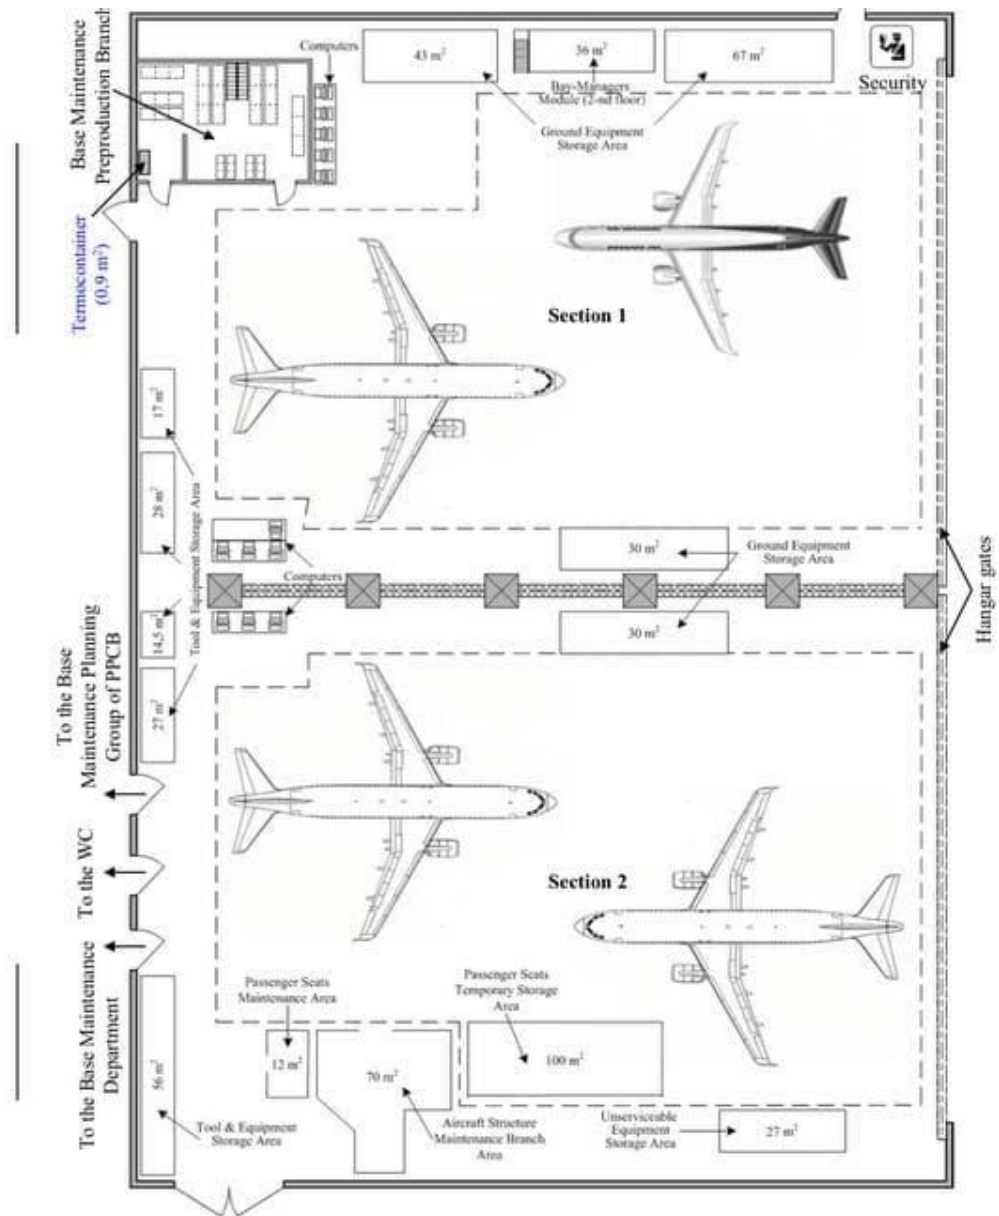 Base Maintenance
Preproduction Branch
Computers
43 m²
36 m²
67 m²
Bay-Managers
Module (2-nd floor)
Security
Ground Equipment
Storage Area
Termocontainer
(0,9 m²)
Section 1
17 m²
28 m²
14,5 m²
27 m²
Tool & Equipment Storage Area
Computers
30 m²
Ground Equipment
Storage Area
30 m²
Hangar gates
To the Base
Maintenance Planning
Group of PPCB
To the WC
To the Base Maintenance
Department
Section 2
Passenger Seats
Maintenance Area
12 m²
Passenger Seats
Temporary Storage
Area
100 m²
70 m²
56 m²
Tool & Equipment
Storage Area
Aircraft Structure
Maintenance Branch
Area
Unserviceable
Equipment
Storage Area
27 m²